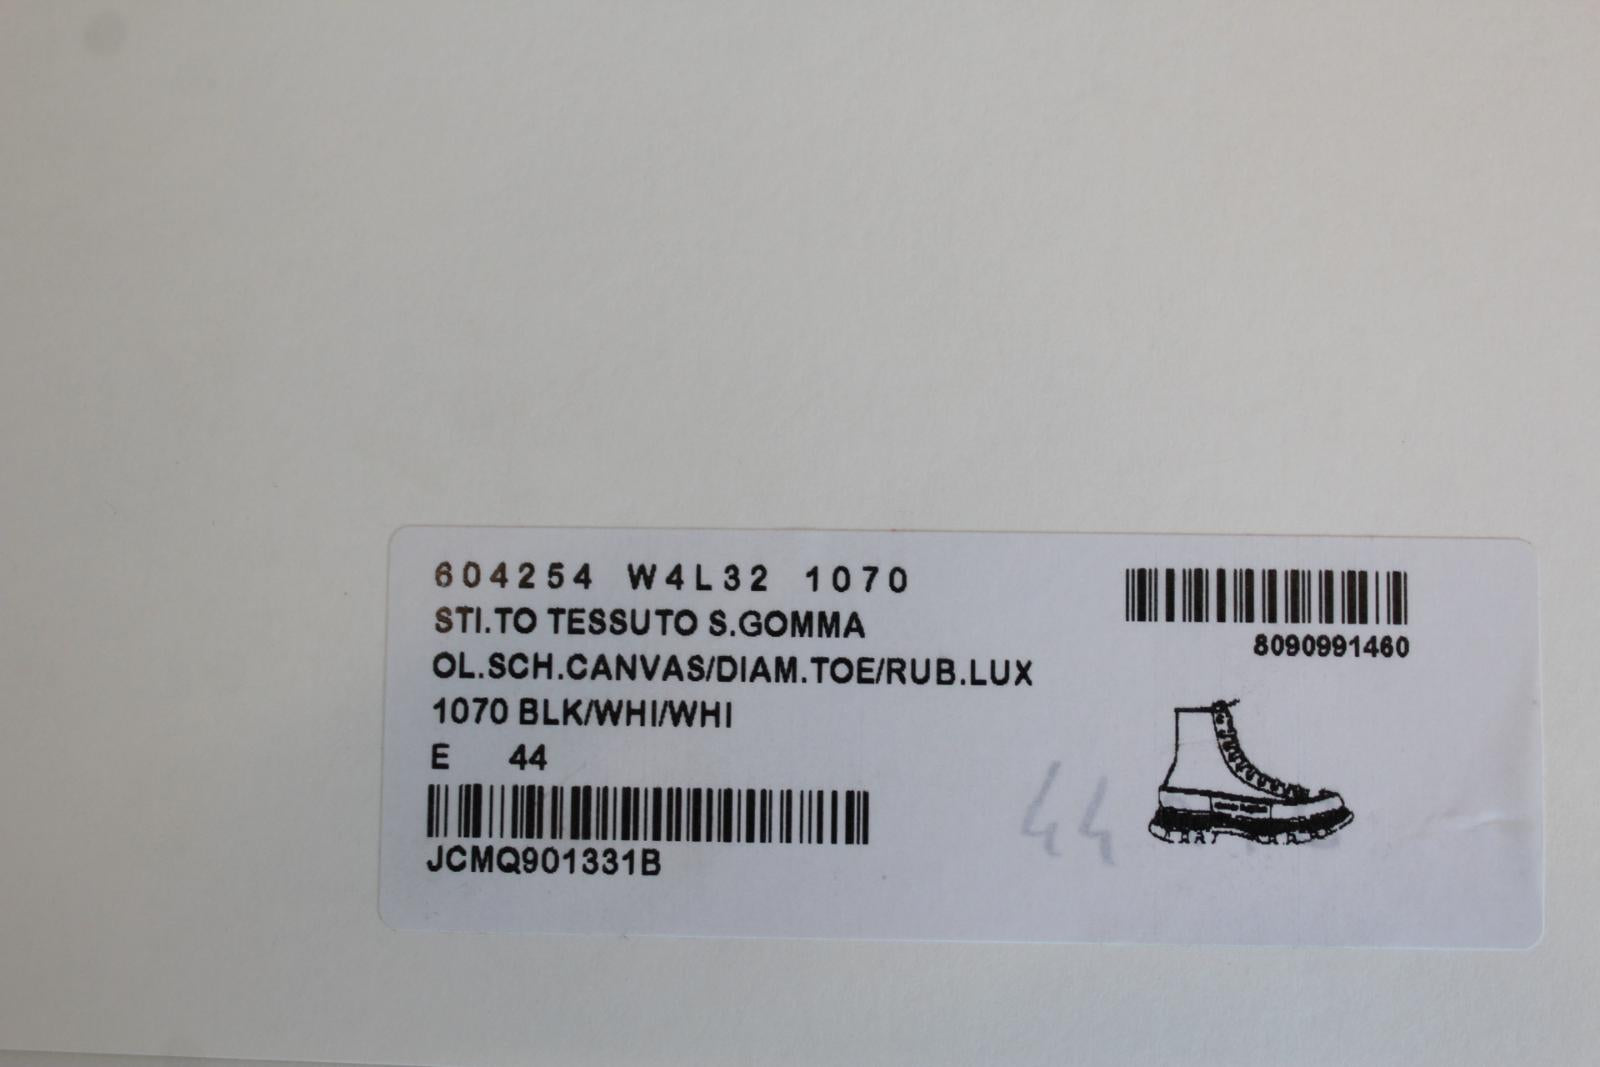 604254 W4L32 1070
STI.TO TESSUTO S.GOMMA
OL.SCH.CANVAS/DIAM.TOE/RUB.LUX
1070 BLK/WHI/WHI
E 44
JCMQ901331B
8090991460
44